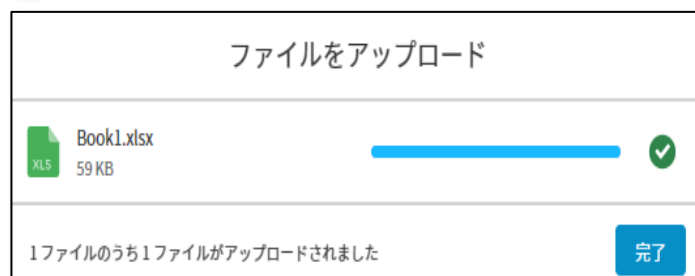 ファイルをアップロード
Book1.xlsx
XLS
59 KB
1ファイルのうち1ファイルがアップロードされました
完了